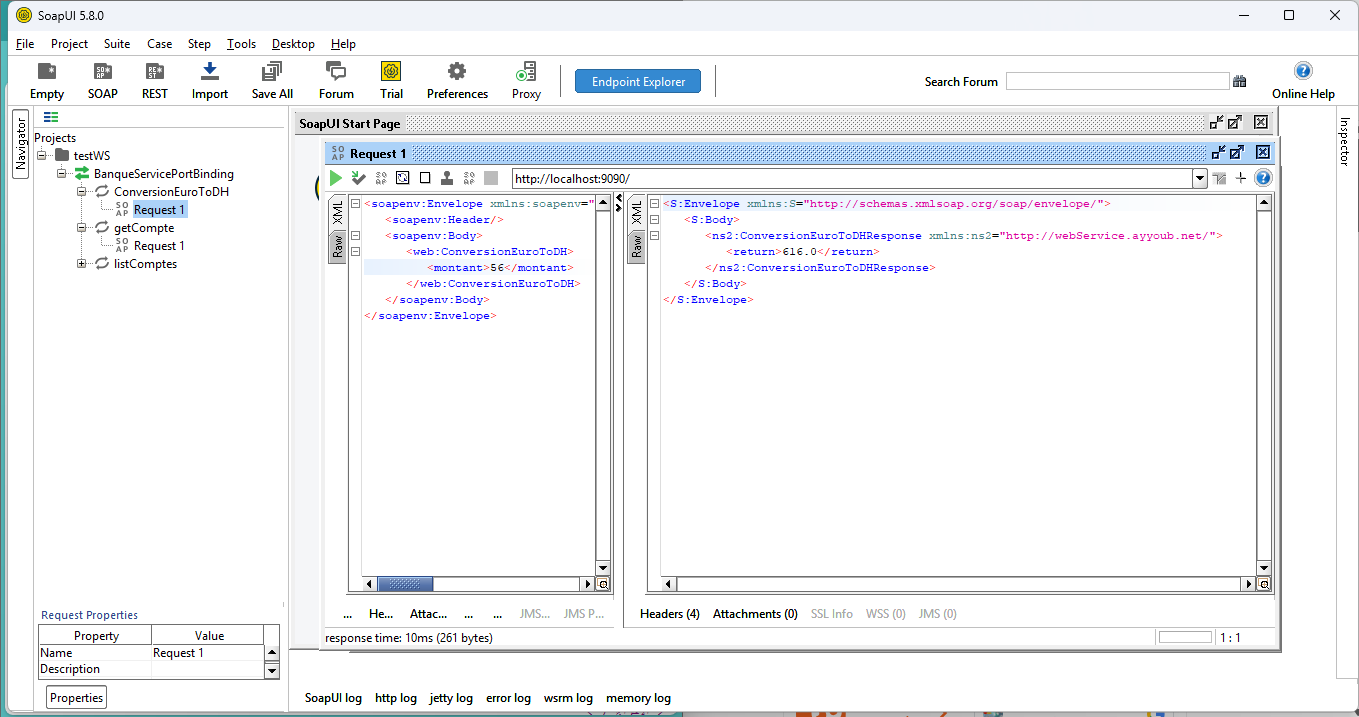 SoapUI 5.8.0
File Project Suite Case Step Tools Desktop Help
Empty SOAP REST Import Save All Forum Trial Preferences Proxy Endpoint Explorer Search Forum Online Help
Navigator
Projects
testWS
BanqueServicePortBinding
ConversionEuroToDH
SOAP Request 1
getCompte
SOAP Request 1
listComptes
Request Properties
Property Value
Name Request 1
Description
Properties
SoapUI Start Page
SOAP Request 1
http://localhost:9090/
XML
Raw
<soapenv:Envelope xmlns:soapenv="
<soapenv:Header/>
<soapenv:Body>
<web:ConversionEuroToDH>
<montant>56</montant>
</web:ConversionEuroToDH>
</soapenv:Body>
</soapenv:Envelope>
... He... Attac... ... ... JMS... JMS P...
XML
Raw
<S:Envelope xmlns:S="http://schemas.xmlsoap.org/soap/envelope/">
<S:Body>
<ns2:ConversionEuroToDHResponse xmlns:ns2="http://webService.ayyoub.net/">
<return>616.0</return>
</ns2:ConversionEuroToDHResponse>
</S:Body>
</S:Envelope>
Headers (4) Attachments (0) SSL Info WSS (0) JMS (0)
response time: 10ms (261 bytes)
1 : 1
Inspector
SoapUI log http log jetty log error log wsrm log memory log